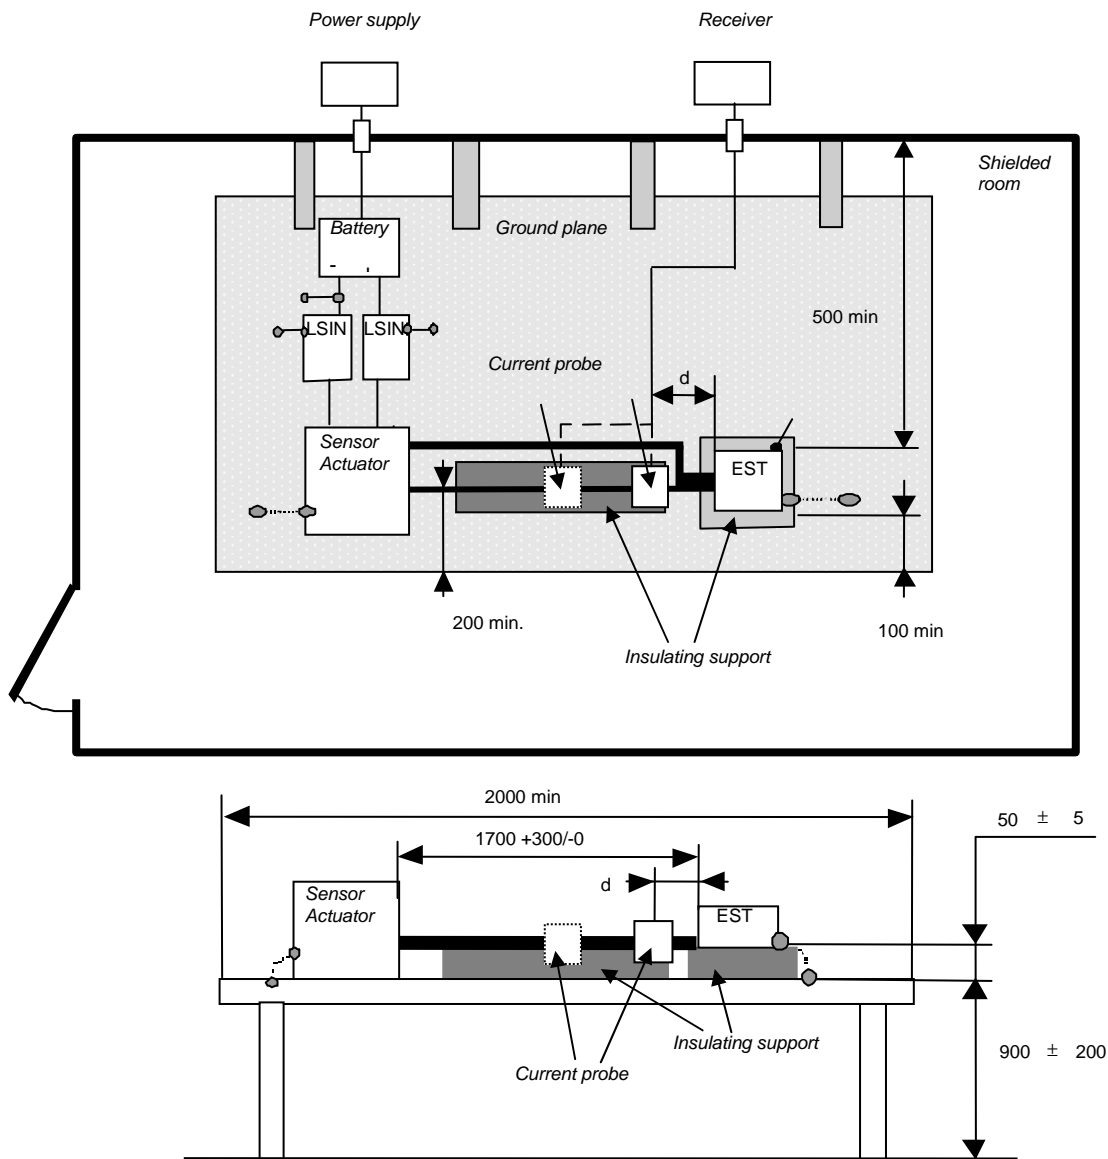 Power supply
Receiver
Shielded
room
Battery
-
Ground plane
LSIN
LSIN
500 min
Current probe
d
Sensor
Actuator
EST
200 min.
100 min
Insulating support
2000 min
50 ± 5
1700 +300/-0
d
Sensor
Actuator
EST
Insulating support
900 ± 200
Current probe